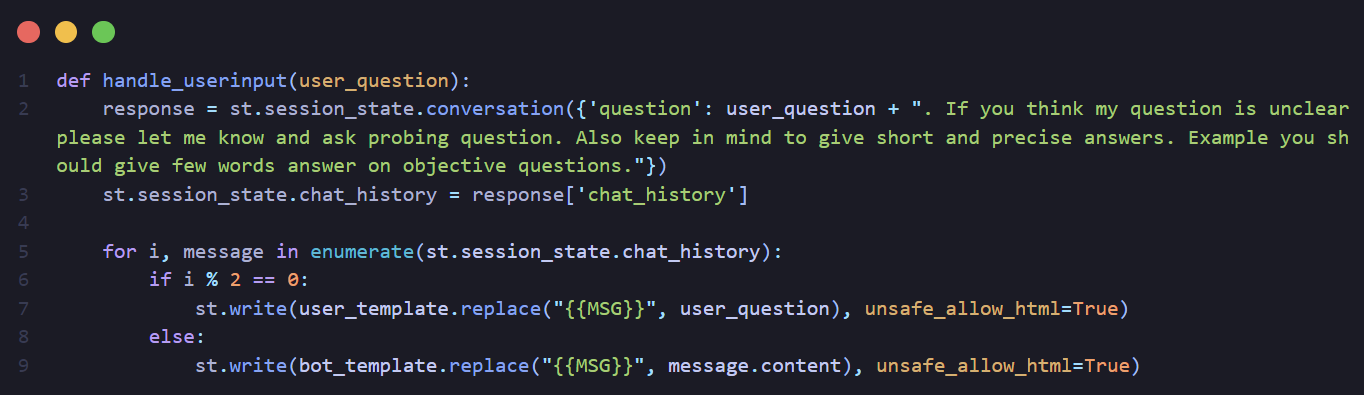 1 def handle_userinput(user_question):
2 response = st.session_state.conversation({'question': user_question + ". If you think my question is unclear
please let me know and ask probing question. Also keep in mind to give short and precise answers. Example you sh
ould give few words answer on objective questions."})
3 st.session_state.chat_history = response['chat_history']
4
5 for i, message in enumerate(st.session_state.chat_history):
6 if i % 2 == 0:
7 st.write(user_template.replace("{{MSG}}", user_question), unsafe_allow_html=True)
8 else:
9 st.write(bot_template.replace("{{MSG}}", message.content), unsafe_allow_html=True)